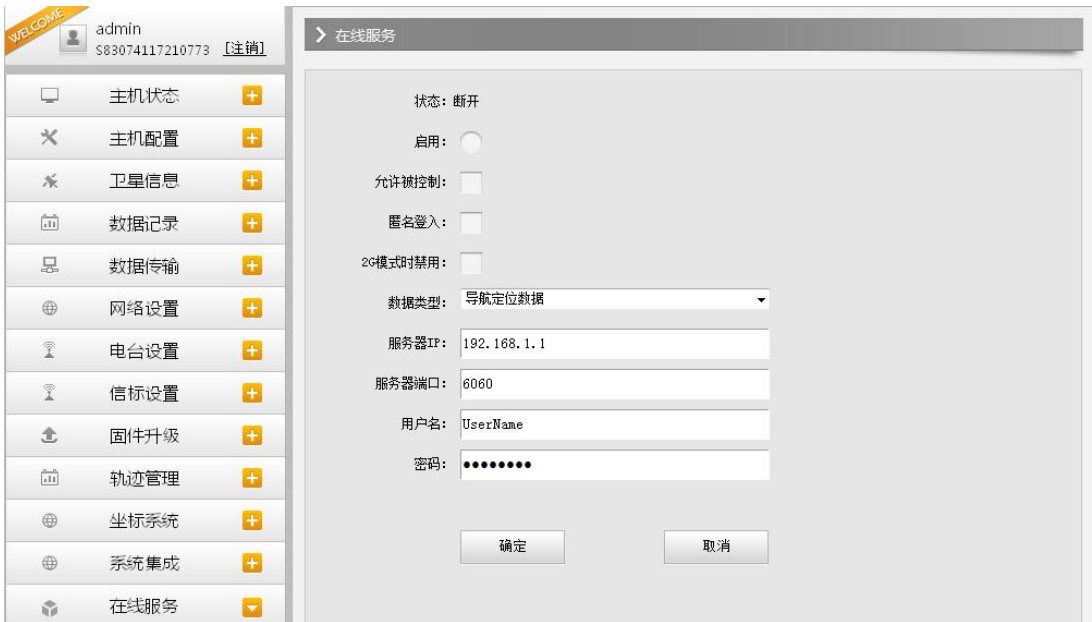 WELCOME
admin
S83074117210773 [注销]
主机状态
主机配置
卫星信息
数据记录
数据传输
网络设置
电台设置
信标设置
固件升级
轨迹管理
坐标系统
系统集成
在线服务
在线服务
状态: 断开
启用:
允许被控制:
匿名登入:
2G模式时禁用:
数据类型: 导航定位数据
服务器IP: 192.168.1.1
服务器端口: 6060
用户名: UserName
密码: ●●●●●●●●
确定 取消